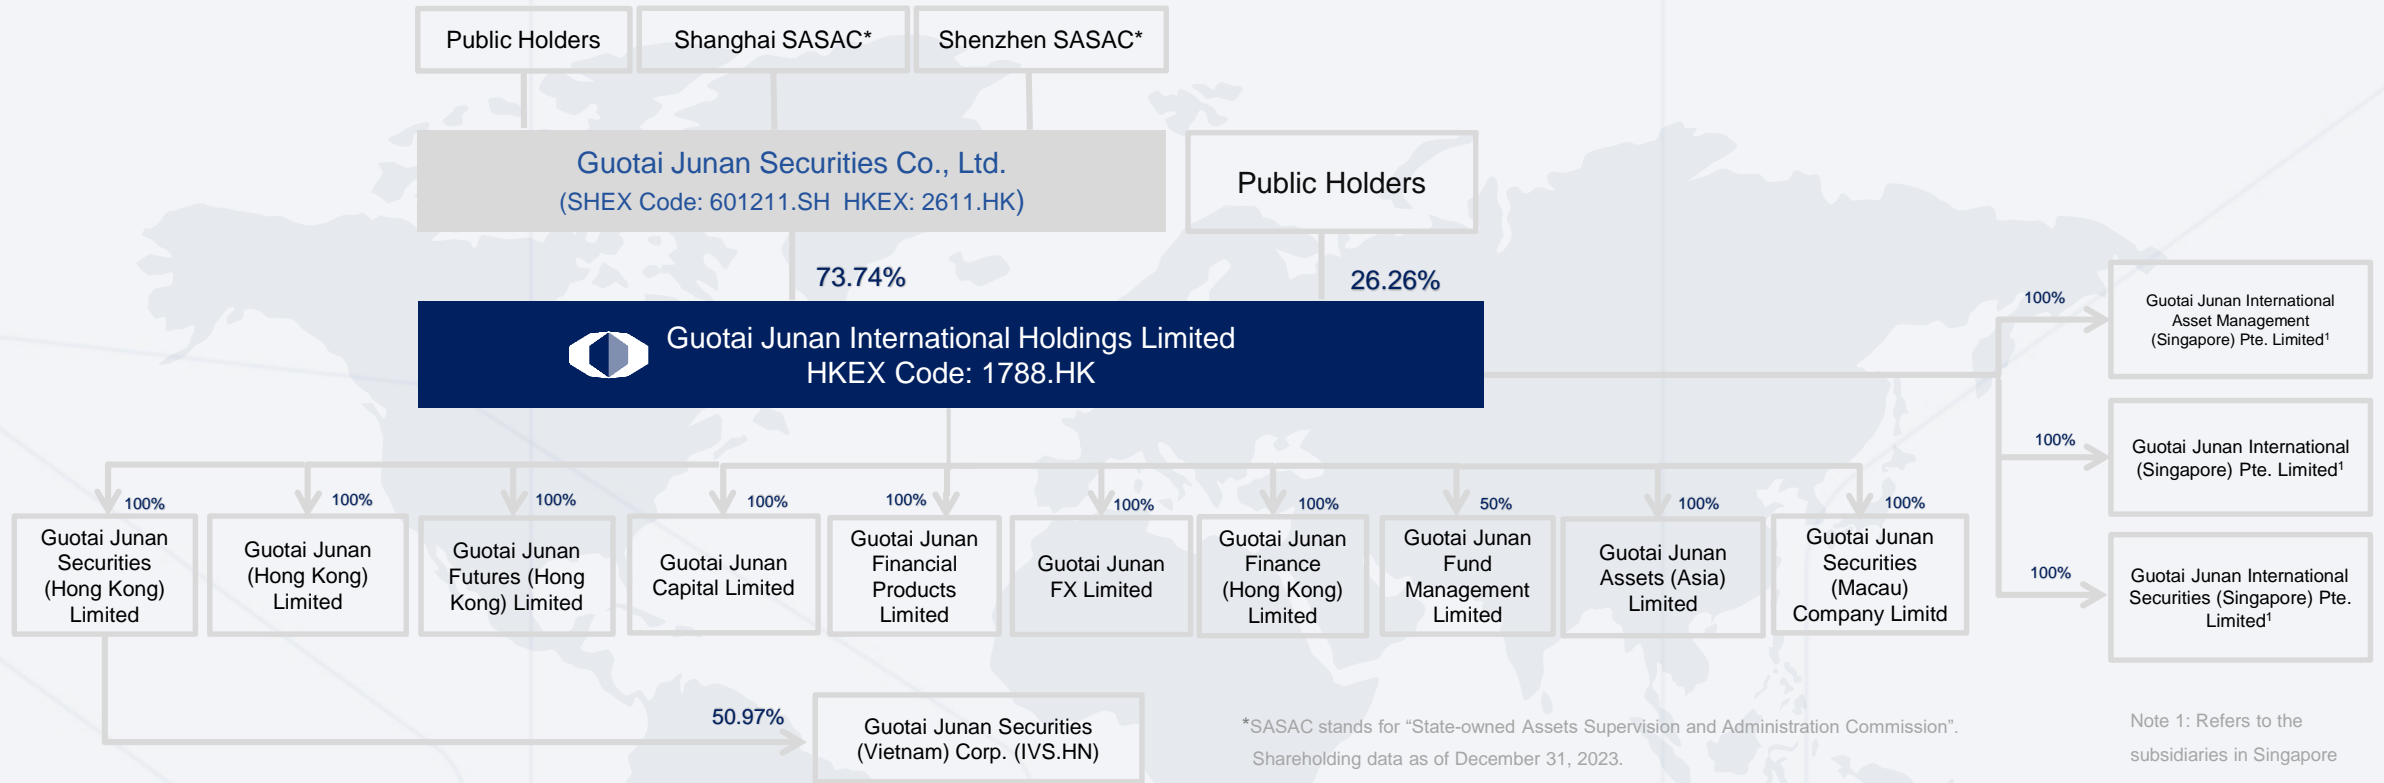 Public Holders
Shanghai SASAC*
Shenzhen SASAC*
Guotai Junan Securities Co., Ltd.
(SHEX Code: 601211.SH  HKEX: 2611.HK)
Public Holders
73.74%
26.26%
Guotai Junan International Holdings Limited
HKEX Code: 1788.HK
100%
Guotai Junan International
Asset Management
(Singapore) Pte. Limited¹
100%
Guotai Junan International
(Singapore) Pte. Limited¹
100%
Guotai Junan International
Securities (Singapore) Pte.
Limited¹
100%
Guotai Junan
Securities
(Hong Kong)
Limited
100%
Guotai Junan
(Hong Kong)
Limited
100%
Guotai Junan
Futures (Hong
Kong) Limited
100%
Guotai Junan
Capital Limited
100%
Guotai Junan
Financial
Products
Limited
100%
Guotai Junan
FX Limited
100%
Guotai Junan
Finance
(Hong Kong)
Limited
50%
Guotai Junan
Fund
Management
Limited
100%
Guotai Junan
Assets (Asia)
Limited
100%
Guotai Junan
Securities
(Macau)
Company Limitd
50.97%
Guotai Junan Securities
(Vietnam) Corp. (IVS.HN)
*SASAC stands for “State-owned Assets Supervision and Administration Commission”.
Shareholding data as of December 31, 2023.
Note 1: Refers to the
subsidiaries in Singapore